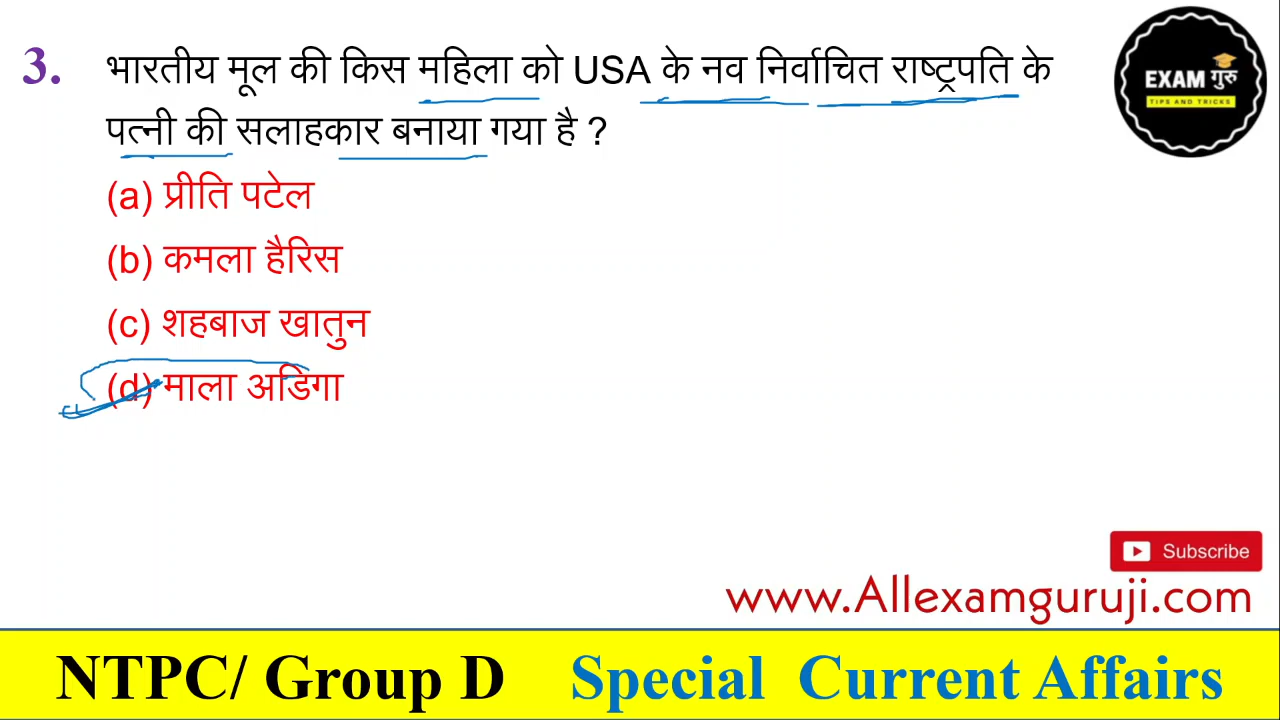 3. भारतीय मूल की किस महिला को USA के नव निर्वाचित राष्ट्रपति के
पत्नी की सलाहकार बनाया गया है ?
(a) प्रीति पटेल
(b) कमला हैरिस
(c) शहबाज खातुन
(d) माला अडिगा
EXAM गुरु
TIPS AND TRICKS
Subscribe
www.Allexamguruji.com
NTPC/ Group D Special Current Affairs